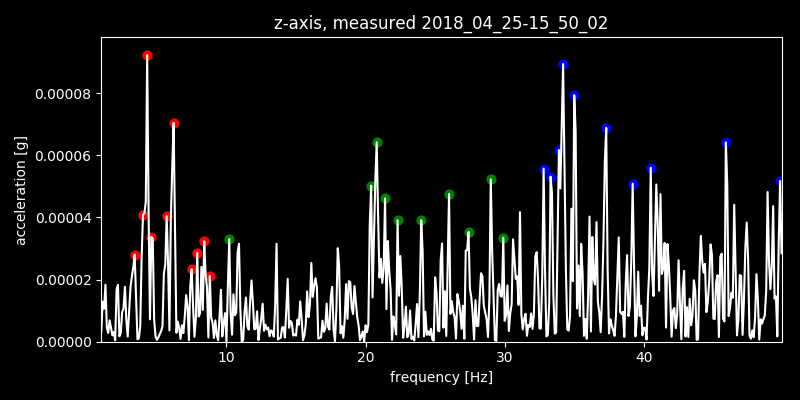 z-axis, measured 2018_04_25-15_50_02
0.00008
0.00006
0.00004
0.00002
0.00000
acceleration [g]
10 20 30 40
frequency [Hz]